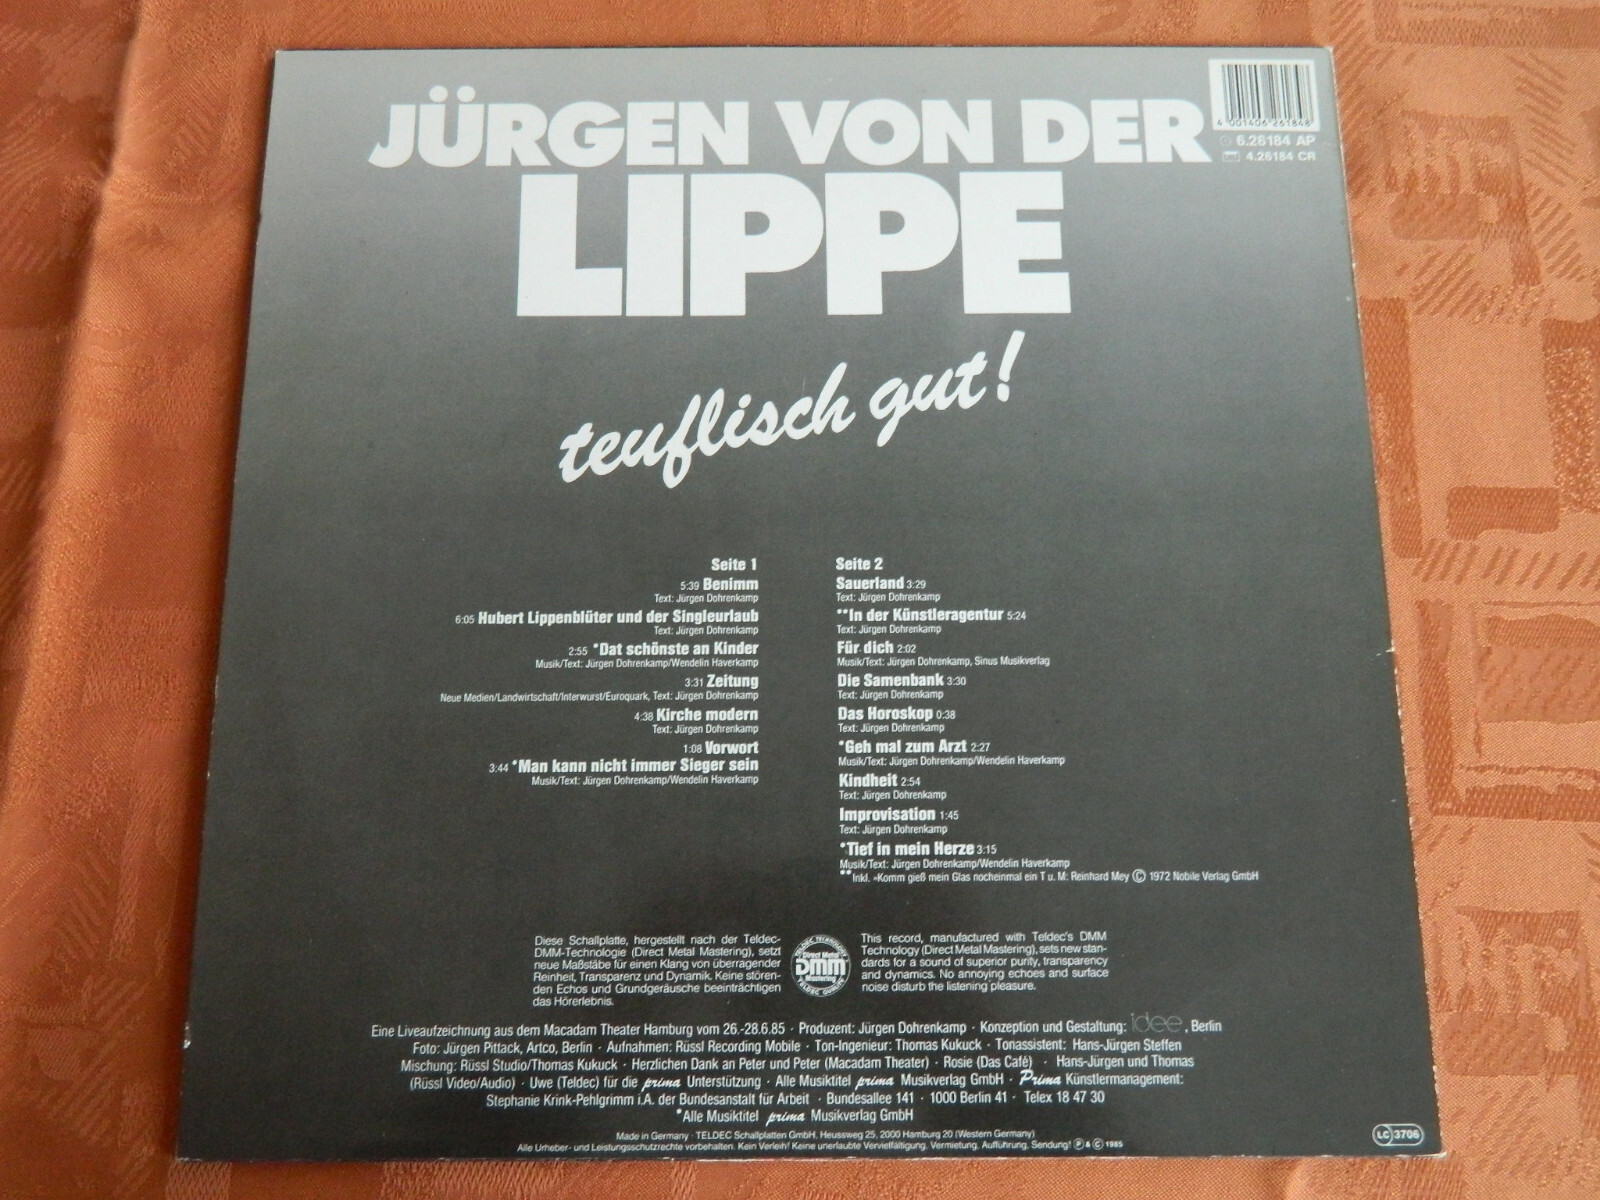 JÜRGEN VON DER
LIPPE
teuflisch gut!
4 001406 261848
6.26184 AP
4.26184 CR
Seite 1
5:39 Benimm
Text: Jürgen Dohrenkamp
6:05 Hubert Lippenblüter und der Singleurlaub
Text: Jürgen Dohrenkamp
2:55 *Dat schönste an Kinder
Musik/Text: Jürgen Dohrenkamp/Wendelin Haverkamp
3:31 Zeitung
Neue Medien/Landwirtschaft/Interwurst/Euroquark, Text: Jürgen Dohrenkamp
4:38 Kirche modern
Text: Jürgen Dohrenkamp
1:08 Vorwort
3:44 *Man kann nicht immer Sieger sein
Musik/Text: Jürgen Dohrenkamp/Wendelin Haverkamp
Seite 2
Sauerland 3:29
Text: Jürgen Dohrenkamp
**In der Künstleragentur 5:24
Text: Jürgen Dohrenkamp
Für dich 2:02
Musik/Text: Jürgen Dohrenkamp, Sinus Musikverlag
Die Samenbank 3:30
Text: Jürgen Dohrenkamp
Das Horoskop 0:38
Text: Jürgen Dohrenkamp
*Geh mal zum Arzt 2:27
Musik/Text: Jürgen Dohrenkamp/Wendelin Haverkamp
Kindheit 2:54
Text: Jürgen Dohrenkamp
Improvisation 1:45
Text: Jürgen Dohrenkamp
*Tief in mein Herze 3:15
Musik/Text: Jürgen Dohrenkamp/Wendelin Haverkamp
**Inkl. »Komm gieß mein Glas nocheinmal ein T u. M: Reinhard Mey © 1972 Nobile Verlag GmbH
Diese Schallplatte, hergestellt nach der Teldec-
DMM-Technologie (Direct Metal Mastering), setzt
neue Maßstäbe für einen Klang von überragender
Reinheit, Transparenz und Dynamik. Keine stören-
den Echos und Grundgeräusche beeinträchtigen
das Hörerlebnis.
TELDEC TECHNOLOGY
Direct Metal
DMM
Mastering
TELDEC QUALITY
This record, manufactured with Teldec's DMM
Technology (Direct Metal Mastering), sets new stan-
dards for a sound of superior purity, transparency
and dynamics. No annoying echoes and surface
noise disturb the listening pleasure.
Eine Liveaufzeichnung aus dem Macadam Theater Hamburg vom 26.-28.6.85 · Produzent: Jürgen Dohrenkamp · Konzeption und Gestaltung: idee, Berlin
Foto: Jürgen Pittack, Artco, Berlin · Aufnahmen: Rüssl Recording Mobile · Ton-Ingenieur: Thomas Kukuck · Tonassistent: Hans-Jürgen Steffen
Mischung: Rüssl Studio/Thomas Kukuck · Herzlichen Dank an Peter und Peter (Macadam Theater) · Rosie (Das Café) · Hans-Jürgen und Thomas
(Rüssl Video/Audio) · Uwe (Teldec) für die prima Unterstützung · Alle Musiktitel prima Musikverlag GmbH · Prima Künstlermanagement:
Stephanie Krink-Pehlgrimm i.A. der Bundesanstalt für Arbeit · Bundesallee 141 · 1000 Berlin 41 · Telex 18 47 30
*Alle Musiktitel prima Musikverlag GmbH
Made in Germany · TELDEC Schallplatten GmbH, Heussweg 25, 2000 Hamburg 20 (Western Germany)
Alle Urheber- und Leistungsschutzrechte vorbehalten. Kein Verleih! Keine unerlaubte Vervielfältigung, Vermietung, Aufführung, Sendung! ℗ & © 1985
LC 3706